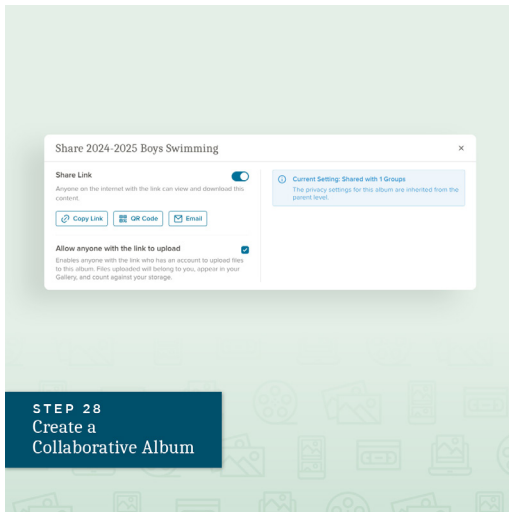 Share 2024-2025 Boys Swimming
×
Share Link
Anyone on the internet with the link can view and download this
content.
Copy Link
QR Code
Email
Allow anyone with the link to upload
Enables anyone with the link who has an account to upload files
to this album. Files uploaded will belong to you, appear in your
Gallery, and count against your storage.
Current Setting: Shared with 1 Groups
The privacy settings for this album are inherited from the
parent level.
STEP 28
Create a
Collaborative Album